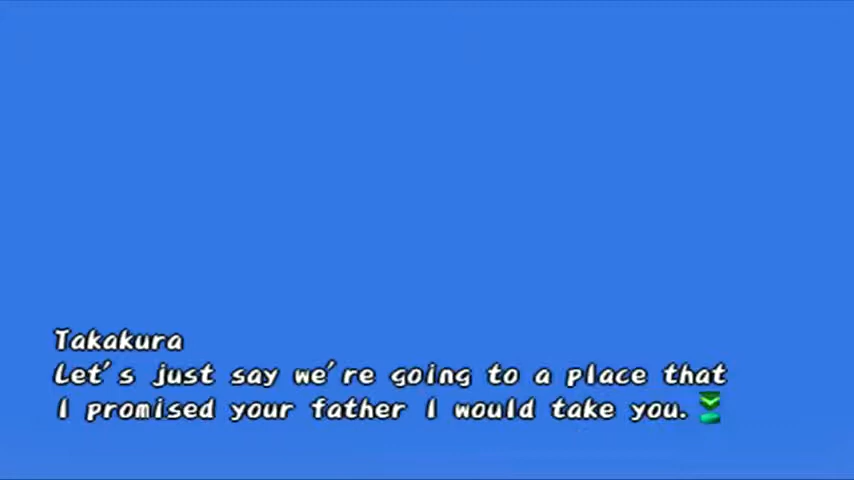 Takakura
Let's just say we're going to a place that
I promised your father I would take you.